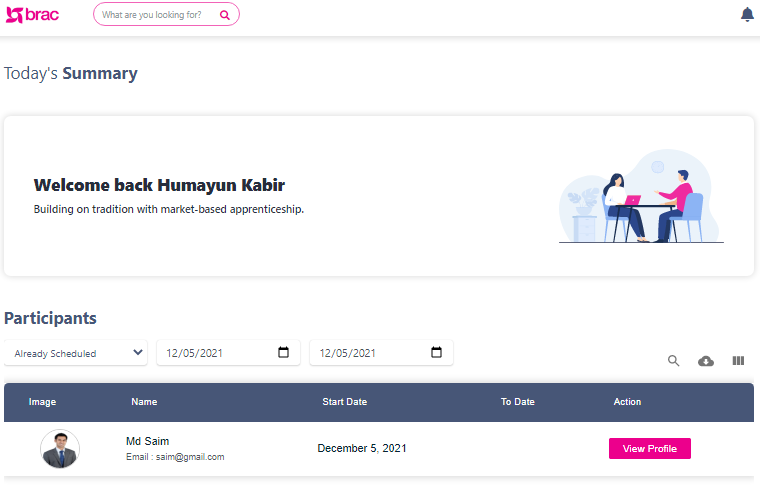 brac
What are you looking for?
Today's Summary
Welcome back Humayun Kabir
Building on tradition with market-based apprenticeship.
Participants
Already Scheduled 12/05/2021 12/05/2021
Image Name Start Date To Date Action
Md Saim
Email : saim@gmail.com
December 5, 2021
View Profile